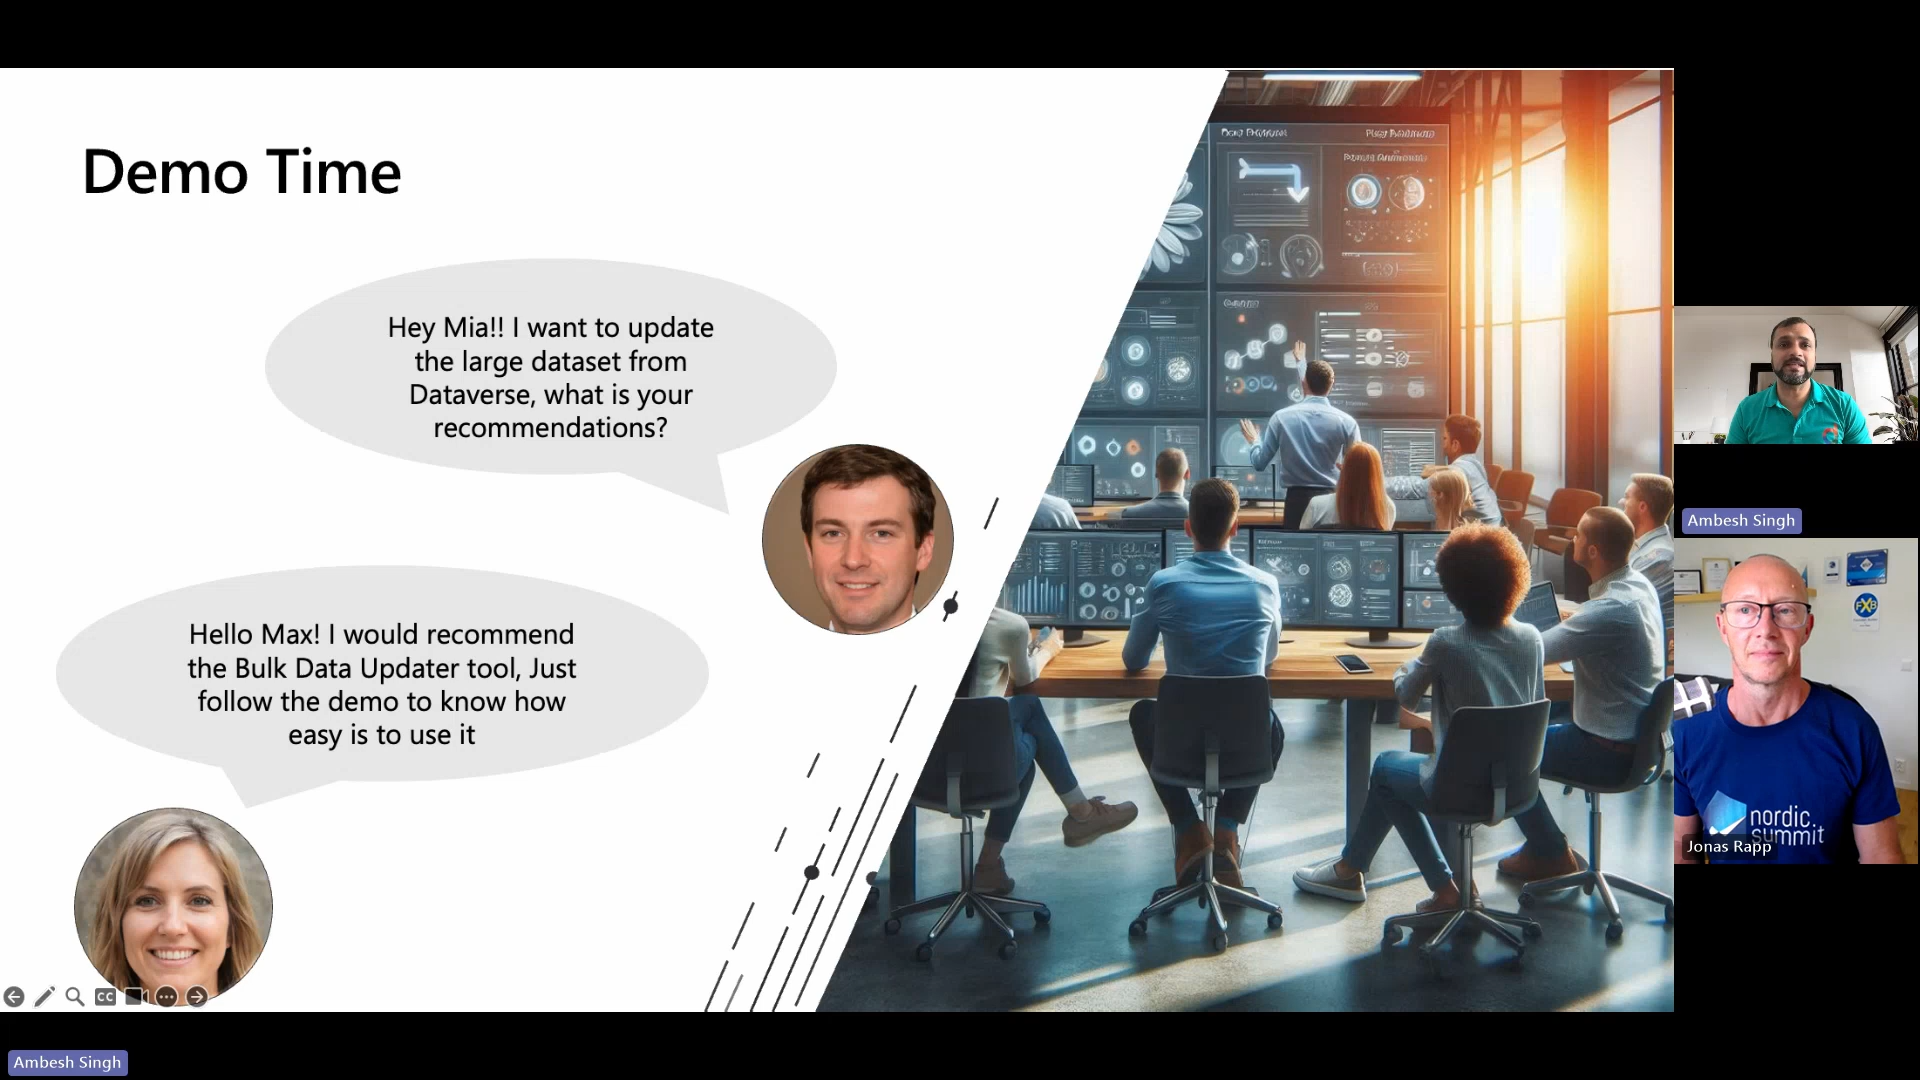 Demo Time
Hey Mia!! I want to update
the large dataset from
Dataverse, what is your
recommendations?
Hello Max! I would recommend
the Bulk Data Updater tool, Just
follow the demo to know how
easy is to use it
CC
Ambesh Singh
Ambesh Singh
FXB
nordic
summit
Jonas Rapp